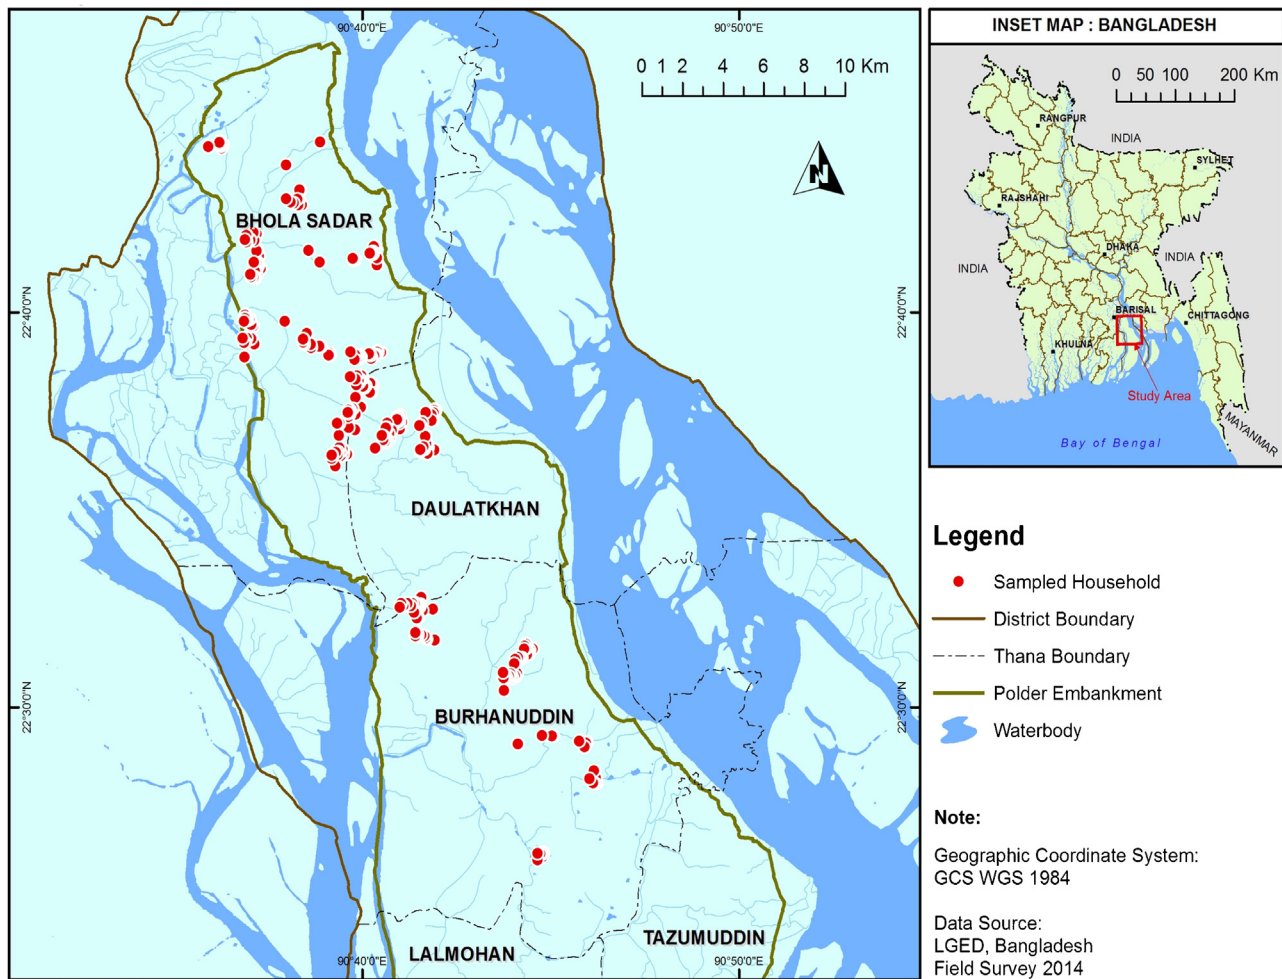 90°40'0"E
90°50'0"E
0 1 2 4 6 8 10 Km
N
BHOLA SADAR
22°40'0"N
22°40'0"N
DAULATKHAN
22°30'0"N
22°30'0"N
BURHANUDDIN
TAZUMUDDIN
LALMOHAN
90°40'0"E
90°50'0"E
INSET MAP : BANGLADESH
0 50 100 200 Km
RANGPUR
INDIA
SYLHET
RAJSHAHI
DHAKA
INDIA
INDIA
BARISAL
CHITTAGONG
KHULNA
Study Area
MAYANMAR
Bay of Bengal
Legend
Sampled Household
District Boundary
Thana Boundary
Polder Embankment
Waterbody
Note:
Geographic Coordinate System:
GCS WGS 1984
Data Source:
LGED, Bangladesh
Field Survey 2014